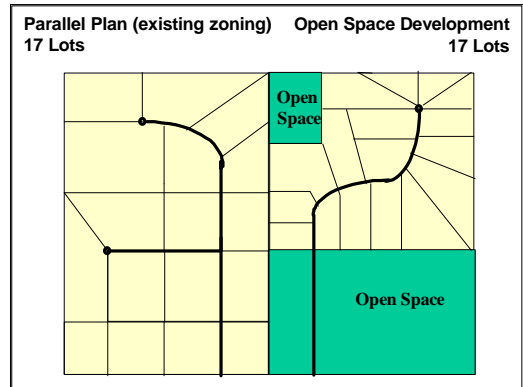 Parallel Plan (existing zoning)
17 Lots
Open Space Development
17 Lots
Open
Space
Open Space